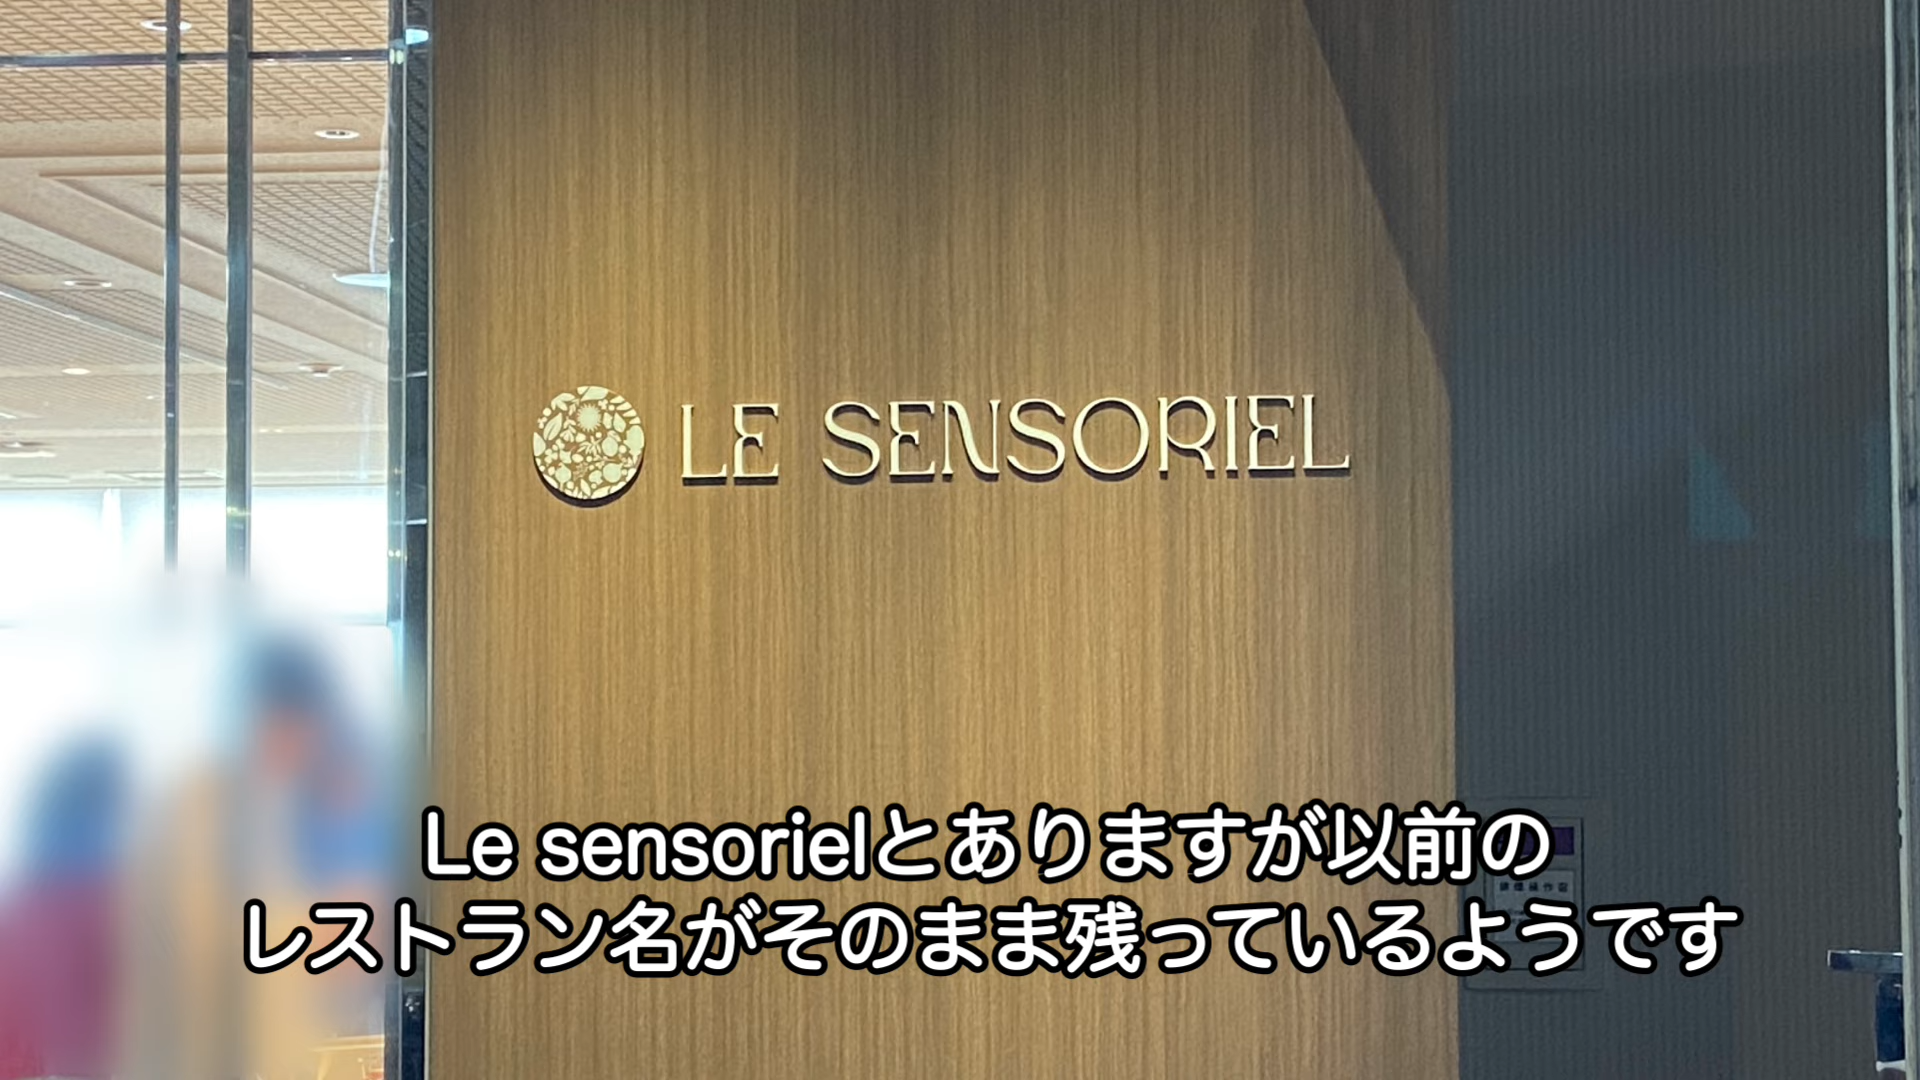 LE SENSORIEL
Le sensorielとありますが以前の
レストラン名がそのまま残っているようです